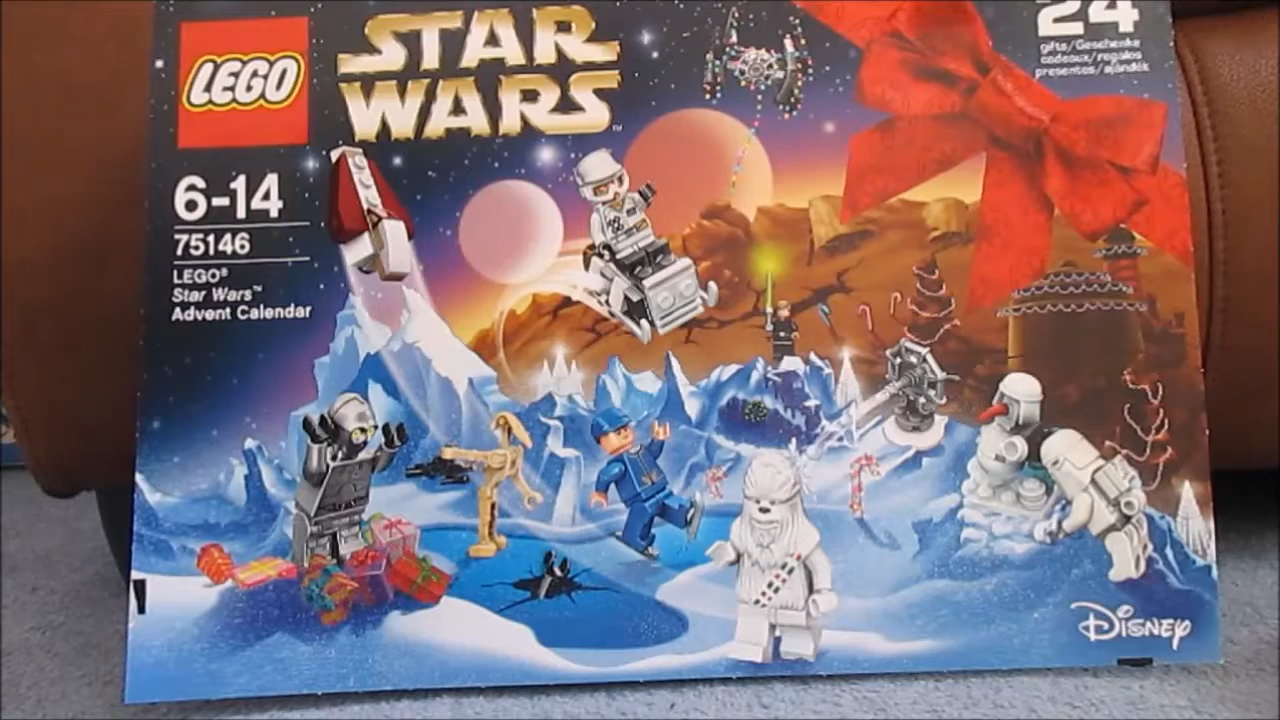 LEGO
STAR
WARS
™
24
gifts/Geschenke
cadeaux/regalos
presentes/ajándék
6-14
75146
LEGO®
Star Wars™
Advent Calendar
Disney